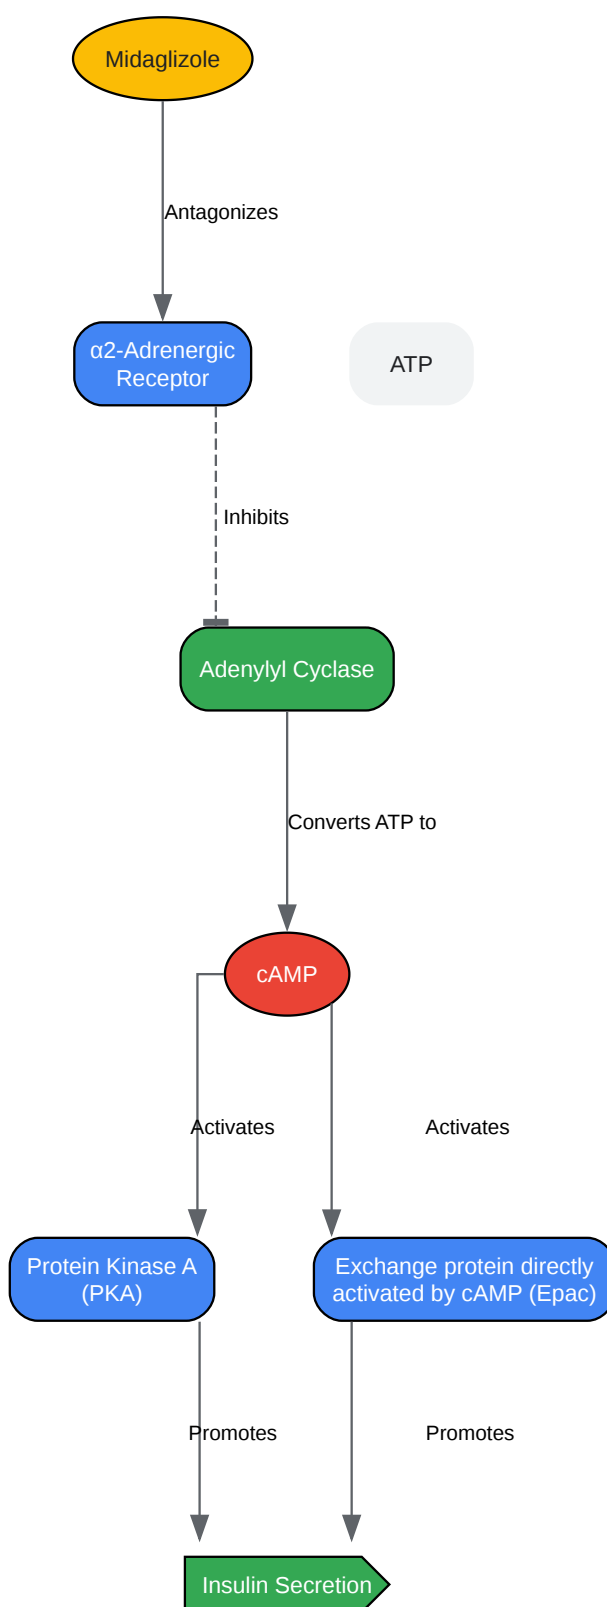 Midaglizole
Antagonizes
α2-Adrenergic
Receptor
ATP
Inhibits
Adenylyl Cyclase
Converts ATP to
cAMP
Activates
Activates
Protein Kinase A
(PKA)
Exchange protein directly
activated by cAMP (Epac)
Promotes
Promotes
Insulin Secretion